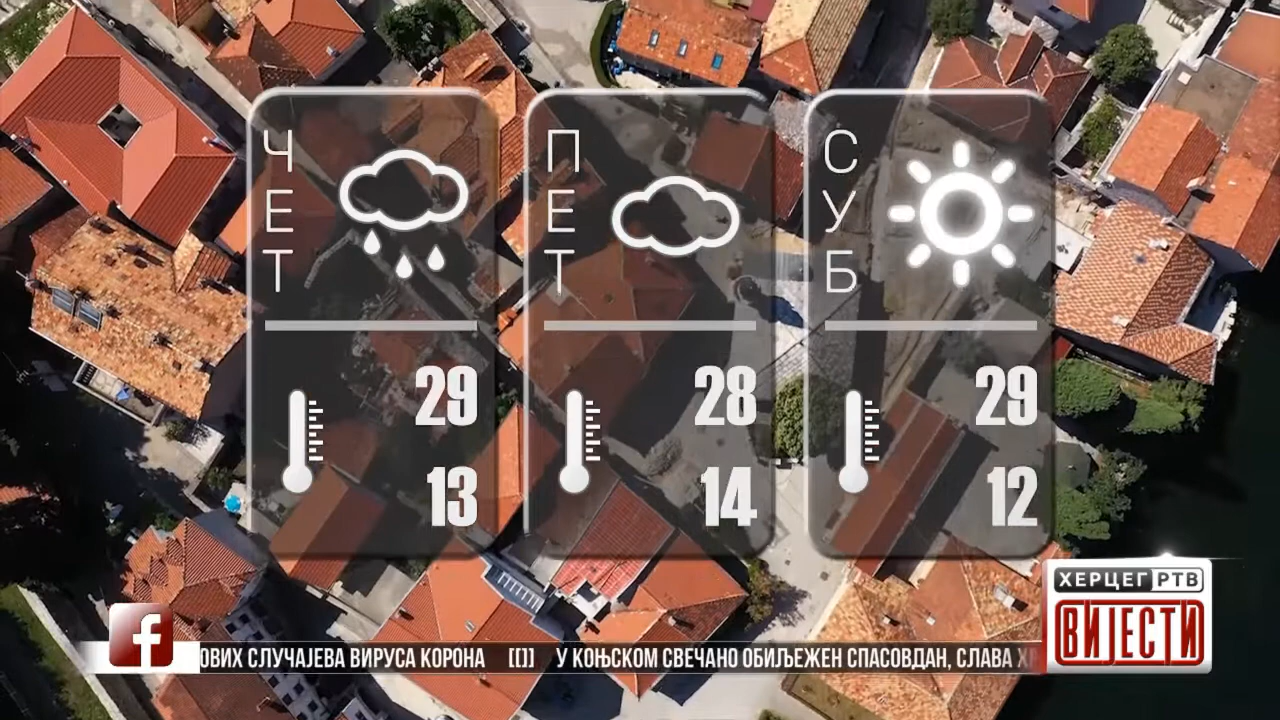 ЧЕТ
29
13
ПЕТ
28
14
СУБ
29
12
ХЕРЦЕГ РТВ
ВИЈЕСТИ
ОВИХ СЛУЧАЈЕВА ВИРУСА КОРОНА [[]] У КОЊСКОМ СВЕЧАНО ОБИЉЕЖЕН СПАСОВДАН, СЛАВА